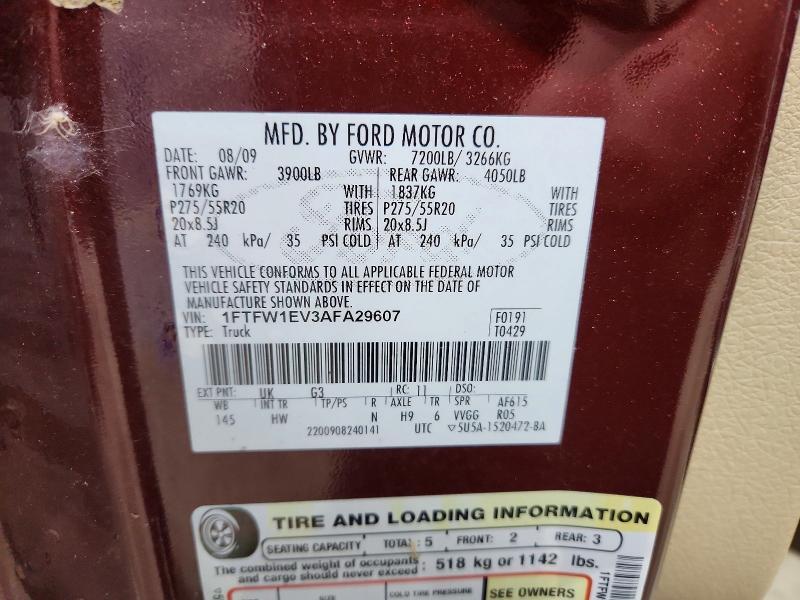 MFD. BY FORD MOTOR CO.
DATE: 08/09 GVWR: 7200LB/ 3266KG
FRONT GAWR: 3900LB REAR GAWR: 4050LB
1769KG WITH 1837KG WITH
P275/55R20 TIRES P275/55R20 TIRES
20x8.5J RIMS 20x8.5J RIMS
AT 240 kPa/ 35 PSI COLD AT 240 kPa/ 35 PSI COLD
THIS VEHICLE CONFORMS TO ALL APPLICABLE FEDERAL MOTOR
VEHICLE SAFETY STANDARDS IN EFFECT ON THE DATE OF
MANUFACTURE SHOWN ABOVE.
VIN: 1FTFW1EV3AFA29607 F0191
TYPE: Truck T0429
EXT PNT: UK G3 RC: 11 DSO:
WB INT TR TP/PS R AXLE TR SPR AF615
145 HW N H9 6 VVGG R05
2200908240141 UTC 5U5A-1520472-BA
TIRE AND LOADING INFORMATION
SEATING CAPACITY TOTAL: 5 FRONT: 2 REAR: 3
The combined weight of occupants and cargo should never exceed: 518 kg or 1142 lbs.
SIZE COLD TIRE PRESSURE SEE OWNERS
1FTFW